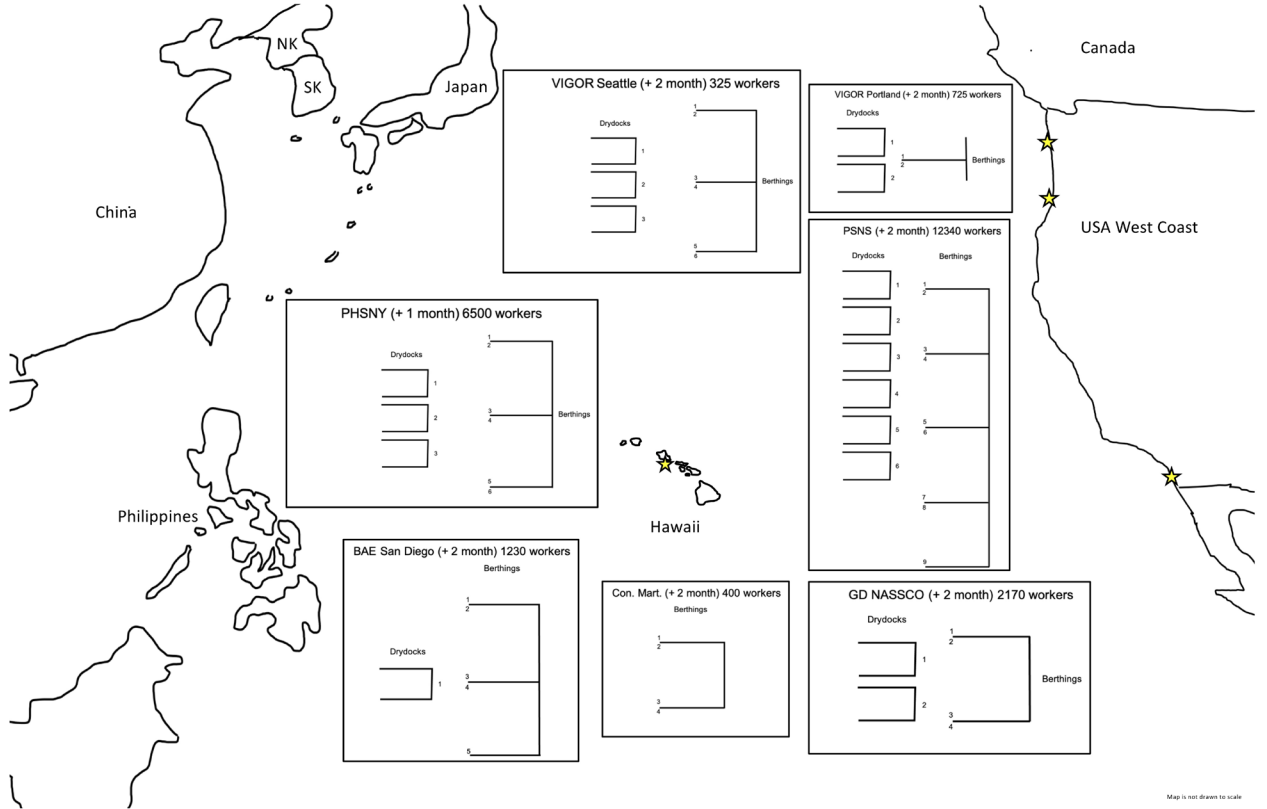 NK
SK
Japan
China
Philippines
Hawaii
Canada
USA West Coast
VIGOR Seattle (+ 2 month) 325 workers
Drydocks
1
2
3
1
2
3
4
5
6
Berthings
VIGOR Portland (+ 2 month) 725 workers
Drydocks
1
2
1
2
Berthings
PSNS (+ 2 month) 12340 workers
Drydocks
Berthings
1
2
3
4
5
6
1
2
3
4
5
6
7
8
9
PHSNY (+ 1 month) 6500 workers
Drydocks
1
2
3
1
2
3
4
5
6
Berthings
BAE San Diego (+ 2 month) 1230 workers
Berthings
Drydocks
1
1
2
3
4
5
Con. Mart. (+ 2 month) 400 workers
Berthings
1
2
3
4
GD NASSCO (+ 2 month) 2170 workers
Drydocks
1
2
1
2
3
4
Berthings
Map is not drawn to scale